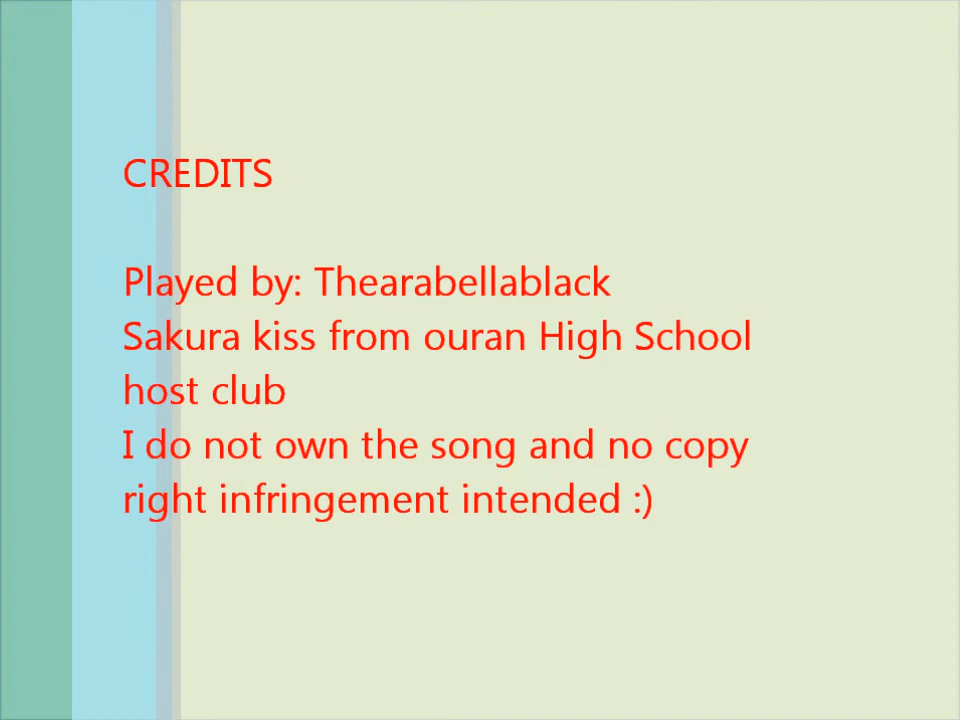 CREDITS
Played by: Thearabellablack
Sakura kiss from ouran High School
host club
I do not own the song and no copy
right infringement intended :)